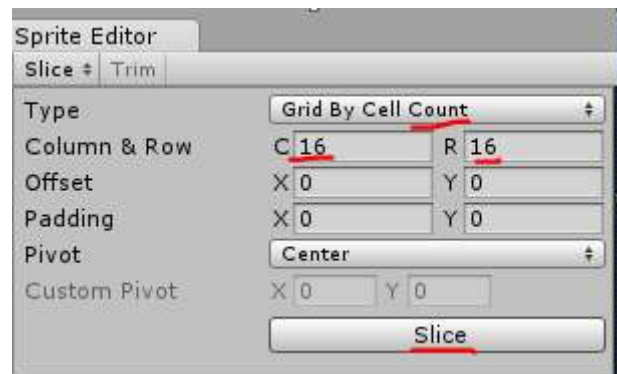 Sprite Editor
Slice Trim
Type Grid By Cell Count
Column & Row C 16 R 16
Offset X 0 Y 0
Padding X 0 Y 0
Pivot Center
Custom Pivot X 0 Y 0
Slice